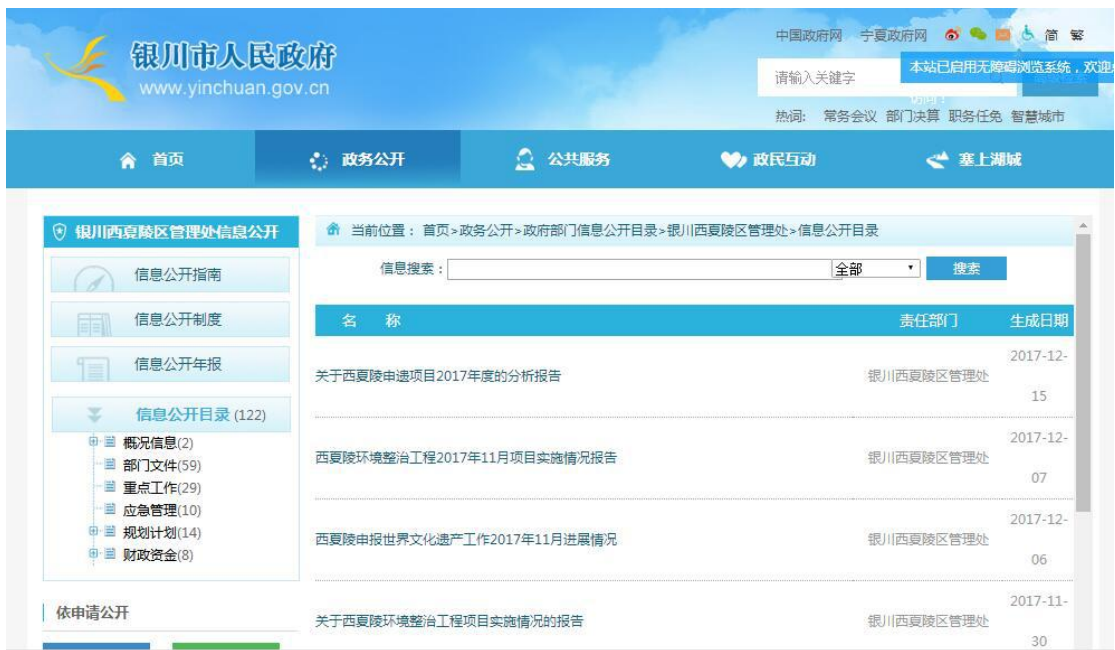 中国政府网 宁夏政府网 简 繁
银川市人民政府
www.yinchuan.gov.cn
请输入关键字
本站已启用无障碍浏览系统，欢迎
热词: 常务会议 部门决算 职务任免 智慧城市
首页 政务公开 公共服务 政民互动 塞上湖城
银川西夏陵区管理处信息公开
信息公开指南
信息公开制度
信息公开年报
信息公开目录 (122)
概况信息(2)
部门文件(59)
重点工作(29)
应急管理(10)
规划计划(14)
财政资金(8)
依申请公开
当前位置： 首页>政务公开>政府部门信息公开目录>银川西夏陵区管理处>信息公开目录
信息搜索： 全部 搜索
名 称 责任部门 生成日期
关于西夏陵申遗项目2017年度的分析报告 银川西夏陵区管理处 2017-12-
15
西夏陵环境整治工程2017年11月项目实施情况报告 银川西夏陵区管理处 2017-12-
07
西夏陵申报世界文化遗产工作2017年11月进展情况 银川西夏陵区管理处 2017-12-
06
关于西夏陵环境整治工程项目实施情况的报告 银川西夏陵区管理处 2017-11-
30